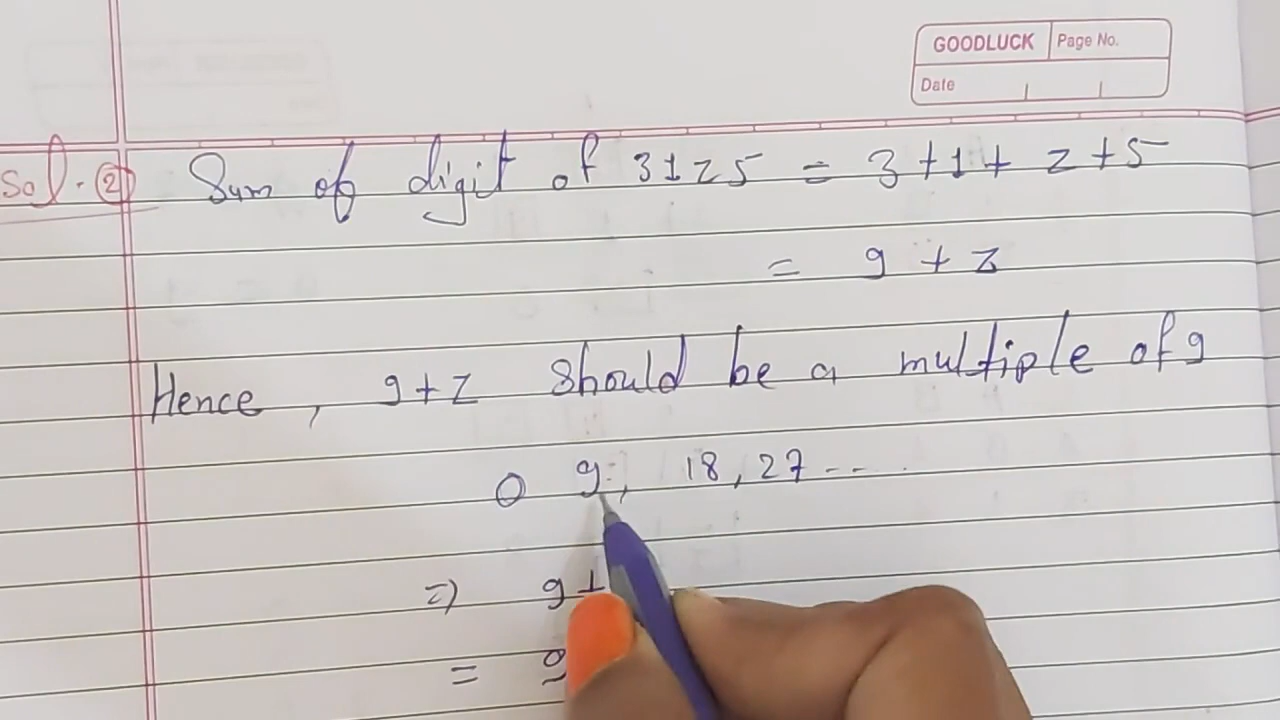 GOODLUCK Page No.
Date
Sol. 2 Sum of digit of 31z5 = 3 + 1 + z + 5
= 9 + z
Hence, 9 + z should be a multiple of 9
0 9, 18, 27 ---
=) 9 +
= 9